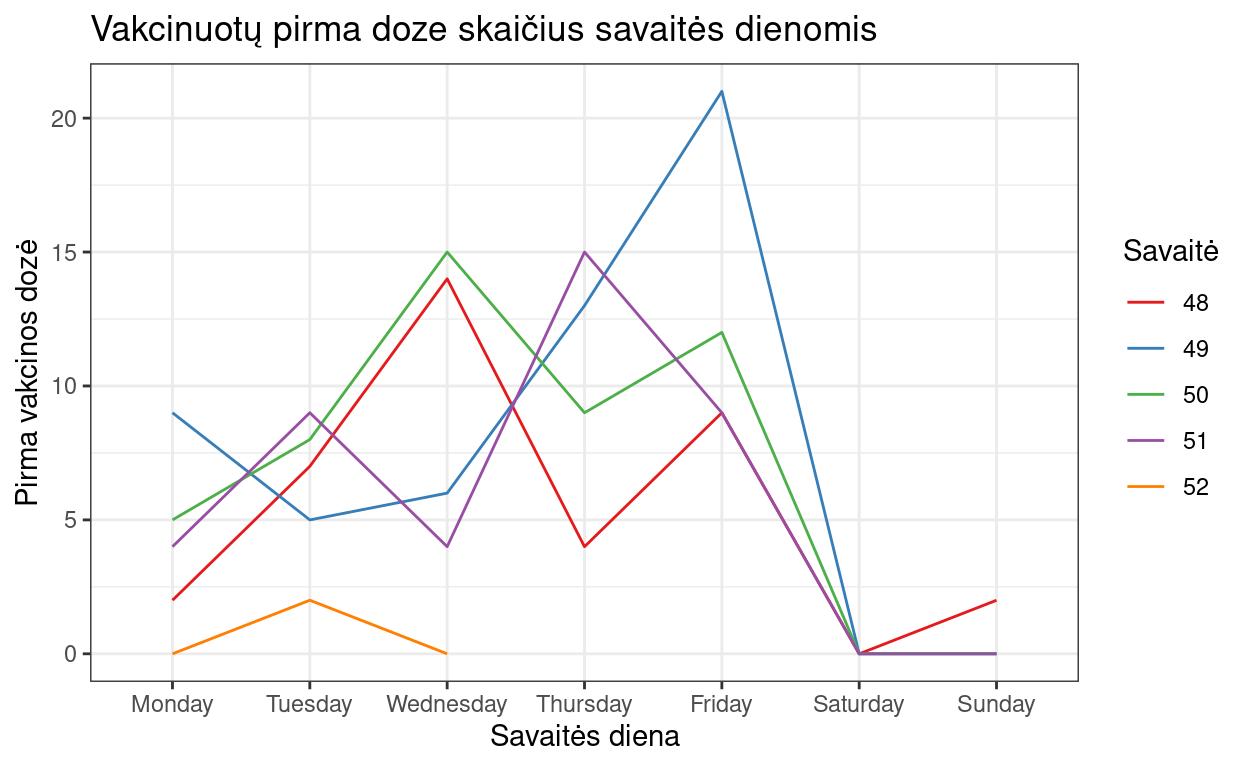 Vakcinuotų pirma doze skaičius savaitės dienomis
Pirma vakcinos dozė
20
15
10
5
0
Monday Tuesday Wednesday Thursday Friday Saturday Sunday
Savaitės diena
Savaitė
48
49
50
51
52